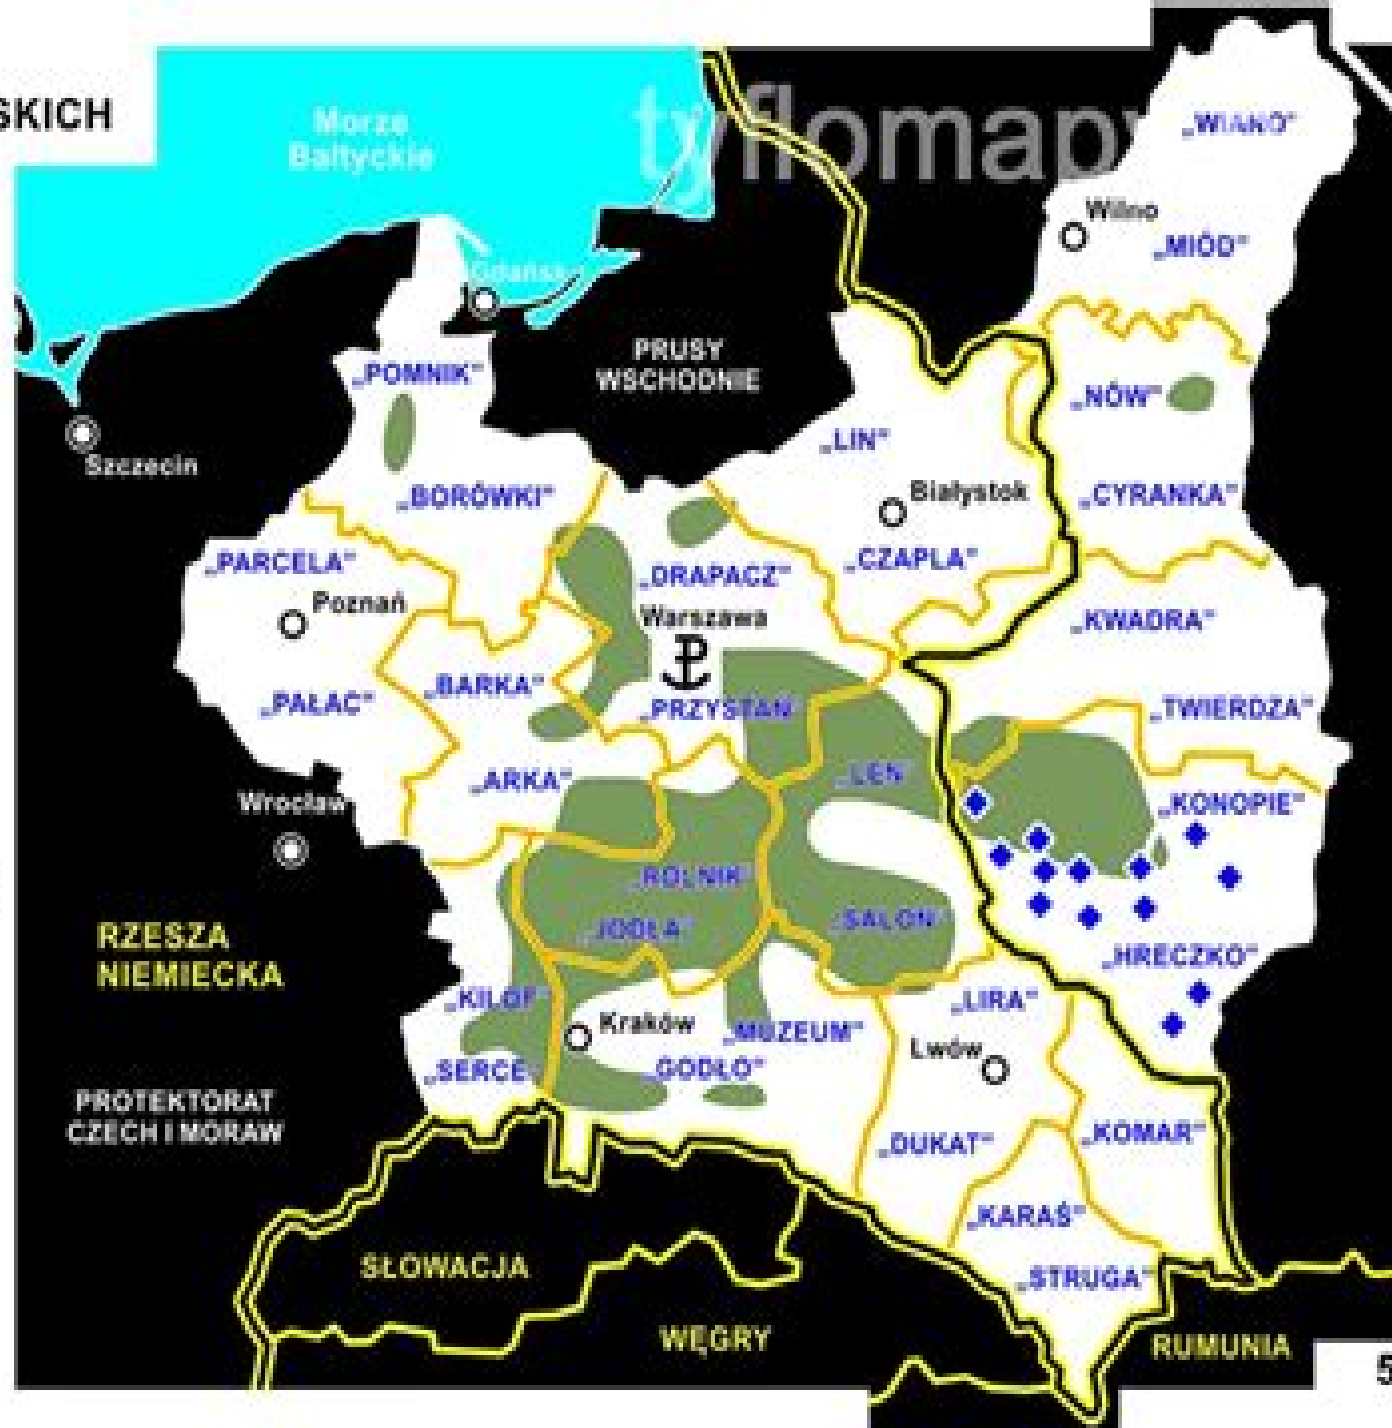 SKICH
Morze
Bałtyckie
tyflomapy
„WIANO"
Wilno
„MIÓD"
Gdańsk
PRUSY
WSCHODNIE
„POMNIK"
„NÓW"
„LIN"
Szczecin
„BORÓWKI"
Białystok
„CYRANKA"
„PARCELA"
„DRAPACZ"
„CZAPLA"
Poznań
Warszawa
„KWADRA"
„BARKA"
„PAŁAC"
„PRZYSTAŃ"
„TWIERDZA"
„ARKA"
„LEN"
Wrocław
„KONOPIE"
„ROLNIK"
„JODŁA"
„SALON"
RZESZA
NIEMIECKA
„HRECZKO"
„KILOF"
„LIRA"
Kraków
„MUZEUM"
Lwów
„SERCE"
„GODŁO"
PROTEKTORAT
CZECH I MORAW
„DUKAT"
„KOMAR"
„KARAŚ"
SŁOWACJA
„STRUGA"
WĘGRY
RUMUNIA
5